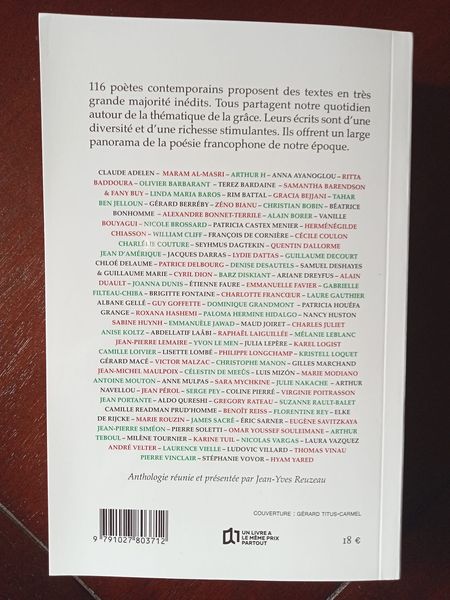 116 poètes contemporains proposent des textes en très
grande majorité inédits. Tous partagent notre quotidien
autour de la thématique de la grâce. Leurs écrits sont d'une
diversité et d'une richesse stimulantes. Ils offrent un large
panorama de la poésie francophone de notre époque.
CLAUDE ADELEN – MARAM AL-MASRI – ARTHUR H – ANNA AYANOGLOU – RITTA
BADDOURA – OLIVIER BARBARANT – TEREZ BARDAINE – SAMANTHA BARENDSON
& FANY BUY – LINDA MARIA BAROS – RIM BATTAL – GRACIA BEJJANI – TAHAR
BEN JELLOUN – GÉRARD BERRÉBY – ZÉNO BIANU – CHRISTIAN BOBIN – BÉATRICE
BONHOMME – ALEXANDRE BONNET-TERRILE – ALAIN BORER – VANILLE
BOUYAGUI – NICOLE BROSSARD – PATRICIA CASTEX MENIER – HERMÉNÉGILDE
CHIASSON – WILLIAM CLIFF – FRANÇOIS DE CORNIÈRE – CÉCILE COULON
CHARLÉLIE COUTURE – SEYHMUS DAGTEKIN – QUENTIN DALLORME
JEAN D'AMÉRIQUE – JACQUES DARRAS – LYDIE DATTAS – GUILLAUME DECOURT
CHLOÉ DELAUME – PATRICE DELBOURG – DENISE DESAUTELS – SAMUEL DESHAYES
& GUILLAUME MARIE – CYRIL DION – BARZ DISKIANT – ARIANE DREYFUS – ALAIN
DUAULT – JOANNA DUNIS – ÉTIENNE FAURE – EMMANUELLE FAVIER – GABRIELLE
FILTEAU-CHIBA – BRIGITTE FONTAINE – CHARLOTTE FRANCŒUR – LAURE GAUTHIER
ALBANE GELLÉ – GUY GOFFETTE – DOMINIQUE GRANDMONT – PATRICIA HOUÉFA
GRANGE – ROXANA HASHEMI – PALOMA HERMINA HIDALGO – NANCY HUSTON
SABINE HUYNH – EMMUELÈ JAWAD – MAUD JOIRET – CHARLES JULIET
ANISE KOLTZ – ABDELLATIF LAÂBI – RAPHAËL LAIGUILLÉE – MÉLANIE LEBLANC
JEAN-PIERRE LEMAIRE – YVON LE MEN – JULIA LEPÈRE – KAREL LOGIST
CAMILLE LOIVIER – LISETTE LOMBÉ – PHILIPPE LONGCHAMP – KRISTELL LOQUET
GÉRARD MACÉ – VICTOR MALZAC – CHRISTOPHE MANON – GILLES MARCHAND
JEAN-MICHEL MAULPOIX – CÉLESTIN DE MEEÛS – LUIS MIZÓN – MARIE MODIANO
ANTOINE MOUTON – ANNE MULPAS – SARA MYCHKINE – JULIE NAKACHE – ARTHUR
NAVELLOU – JEAN PÉROL – SERGE PEY – COLINE PIERRÉ – VIRGINIE POITRASSON
JEAN PORTANTE – ALDO QURESHI – GREGORY RATEAU – SUZANNE RAULT-BALET
CAMILLE READMAN PRUD'HOMME – BENOÎT REISS – FLORENTINE REY – ELKE
DE RIJCKE – MARIE ROUZIN – JAMES SACRÉ – ÉRIC SARNER – EUGÈNE SAVITZKAYA
JEAN-PIERRE SIMÉON – PIERRE SOLETTI – OMAR YOUSSEF SOULEIMANE – ARTHUR
TEBOUL – MILÈNE TOURNIER – KARINE TUIL – NICOLAS VARGAS – LAURA VAZQUEZ
ANDRÉ VELTER – LAURENCE VIELLE – LUDOVIC VILLARD – THOMAS VINAU
PIERRE VINCLAIR – STÉPHANIE VOVOR – HYAM YARED
Anthologie réunie et présentée par Jean-Yves Reuzeau
COUVERTURE : GÉRARD TITUS-CARMEL
9 791027 803712
UN LIVRE A
LE MÊME PRIX
PARTOUT
18 €